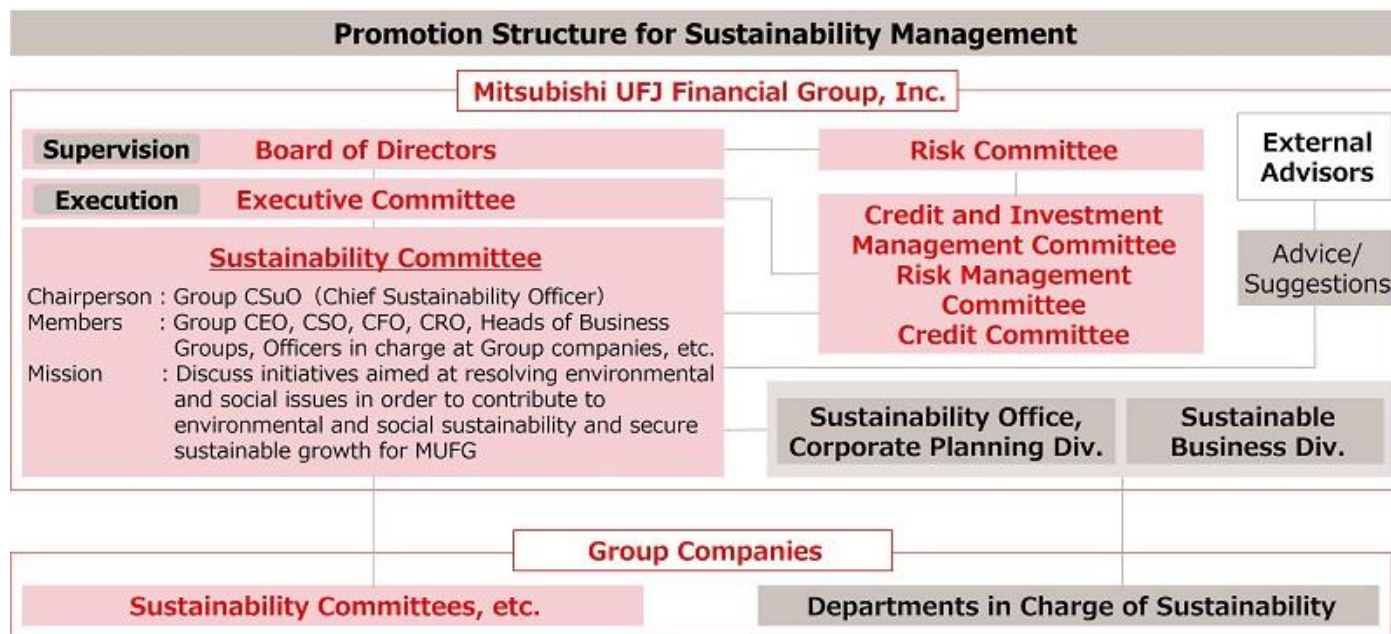 Promotion Structure for Sustainability Management
Mitsubishi UFJ Financial Group, Inc.
Supervision Board of Directors
Execution Executive Committee
Sustainability Committee
Chairperson : Group CSuO（Chief Sustainability Officer）
Members : Group CEO, CSO, CFO, CRO, Heads of Business
Groups, Officers in charge at Group companies, etc.
Mission : Discuss initiatives aimed at resolving environmental
and social issues in order to contribute to
environmental and social sustainability and secure
sustainable growth for MUFG
Risk Committee
Credit and Investment
Management Committee
Risk Management
Committee
Credit Committee
External
Advisors
Advice/
Suggestions
Sustainability Office,
Corporate Planning Div.
Sustainable
Business Div.
Group Companies
Sustainability Committees, etc.
Departments in Charge of Sustainability